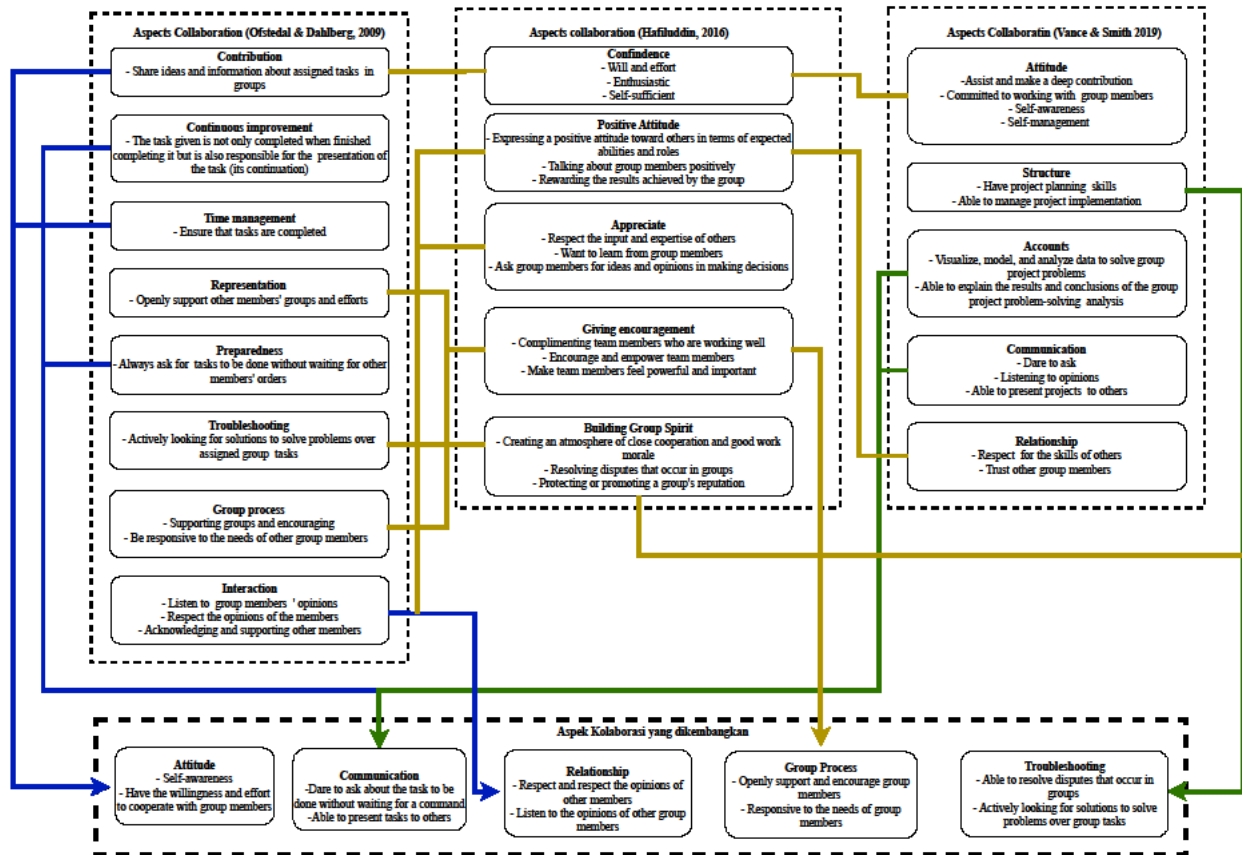 Aspects Collaboration (Ofstedal & Dahlberg, 2009)
Contribution
- Share ideas and information about assigned tasks in
groups
Continuous improvement
- The task given is not only completed when finished
completing it but is also responsible for the presentation of
the task (its continuation)
Time management
- Ensure that tasks are completed
Representation
- Openly support other members' groups and efforts
Preparedness
- Always ask for tasks to be done without waiting for other
members' orders
Troubleshooting
- Actively looking for solutions to solve problems over
assigned group tasks
Group process
- Supporting groups and encouraging
- Be responsive to the needs of other group members
Interaction
- Listen to group members ' opinions
- Respect the opinions of the members
- Acknowledging and supporting other members
Aspects collaboration (Hafiluddin, 2016)
Confindence
- Will and effort
- Enthusiastic
- Self-sufficient
Positive Attitude
- Expressing a positive attitude toward others in terms of expected
abilities and roles
- Talking about group members positively
- Rewarding the results achieved by the group
Appreciate
- Respect the input and expertise of others
- Want to learn from group members
- Ask group members for ideas and opinions in making decisions
Giving encouragement
- Complimenting team members who are working well
- Encourage and empower team members
- Make team members feel powerful and important
Building Group Spirit
- Creating an atmosphere of close cooperation and good work
morale
- Resolving disputes that occur in groups
- Protecting or promoting a group's reputation
Aspects Collaboratin (Vance & Smith 2019)
Attitude
-Assist and make a deep contribution
- Committed to working with group members
- Self-awareness
- Self-management
Structure
- Have project planning skills
- Able to manage project implementation
Accounts
- Visualize, model, and analyze data to solve group
project problems
- Able to explain the results and conclusions of the group
project problem-solving analysis
Communication
- Dare to ask
- Listening to opinions
- Able to present projects to others
Relationship
- Respect for the skills of others
- Trust other group members
Aspek Kolaborasi yang dikembangkan
Attitude
- Self-awareness
- Have the willingness and effort
to cooperate with group members
Communication
-Dare to ask about the task to be
done without waiting for a command
- Able to present tasks to others
Relationship
- Respect and respect the opinions of
other members
- Listen to the opinions of other group
members
Group Process
- Openly support and encourage group
members
- Responsive to the needs of group
members
Troubleshooting
- Able to resolve disputes that occur in
groups
- Actively looking for solutions to solve
problems over group tasks